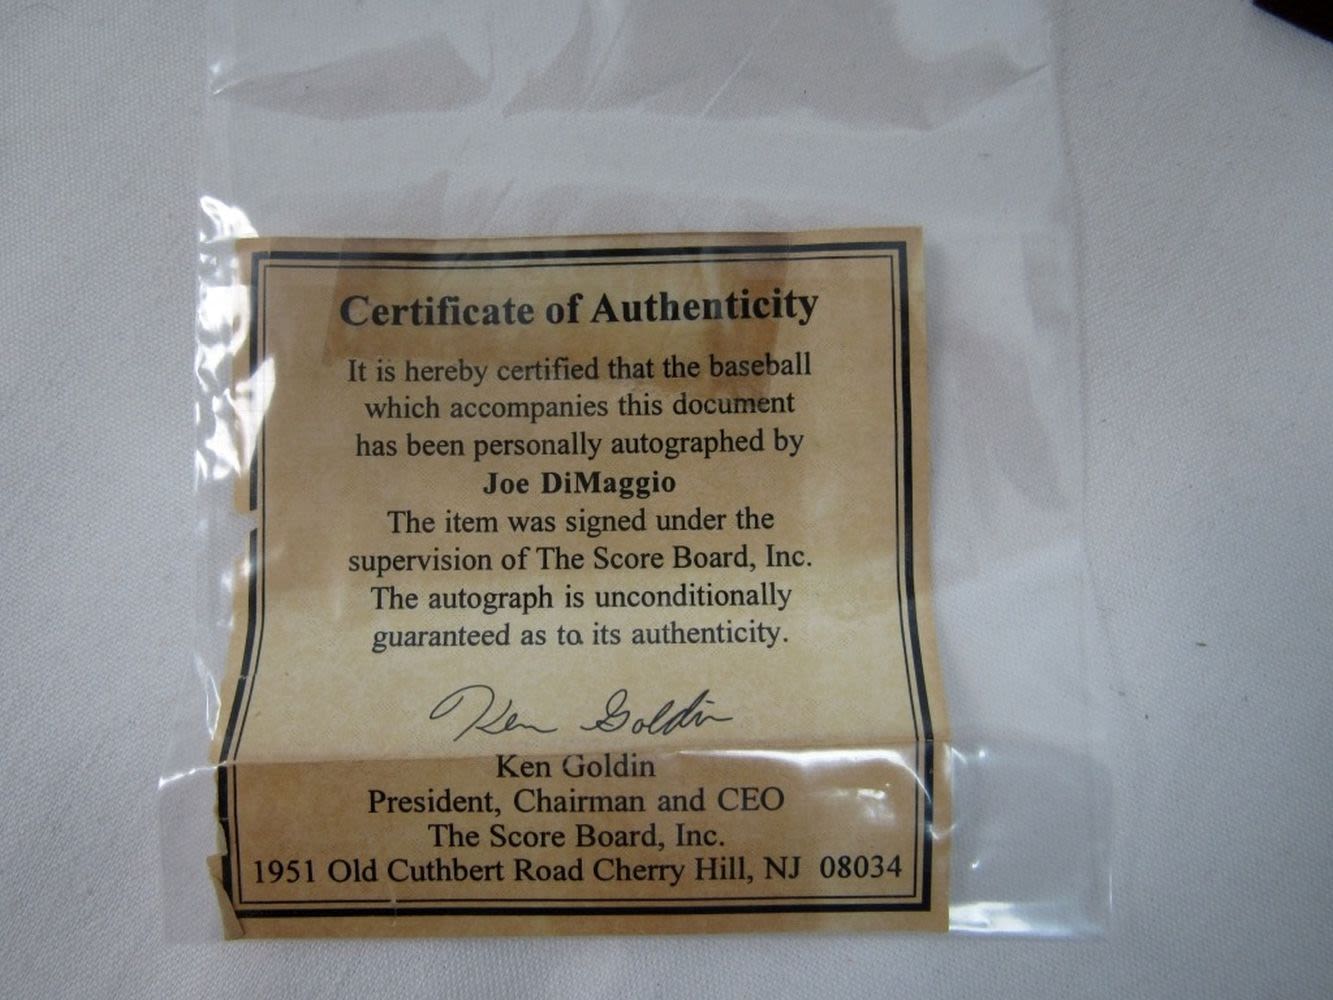 Certificate of Authenticity
It is hereby certified that the baseball
which accompanies this document
has been personally autographed by
Joe DiMaggio
The item was signed under the
supervision of The Score Board, Inc.
The autograph is unconditionally
guaranteed as to its authenticity.
Ken Goldin
Ken Goldin
President, Chairman and CEO
The Score Board, Inc.
1951 Old Cuthbert Road Cherry Hill, NJ 08034